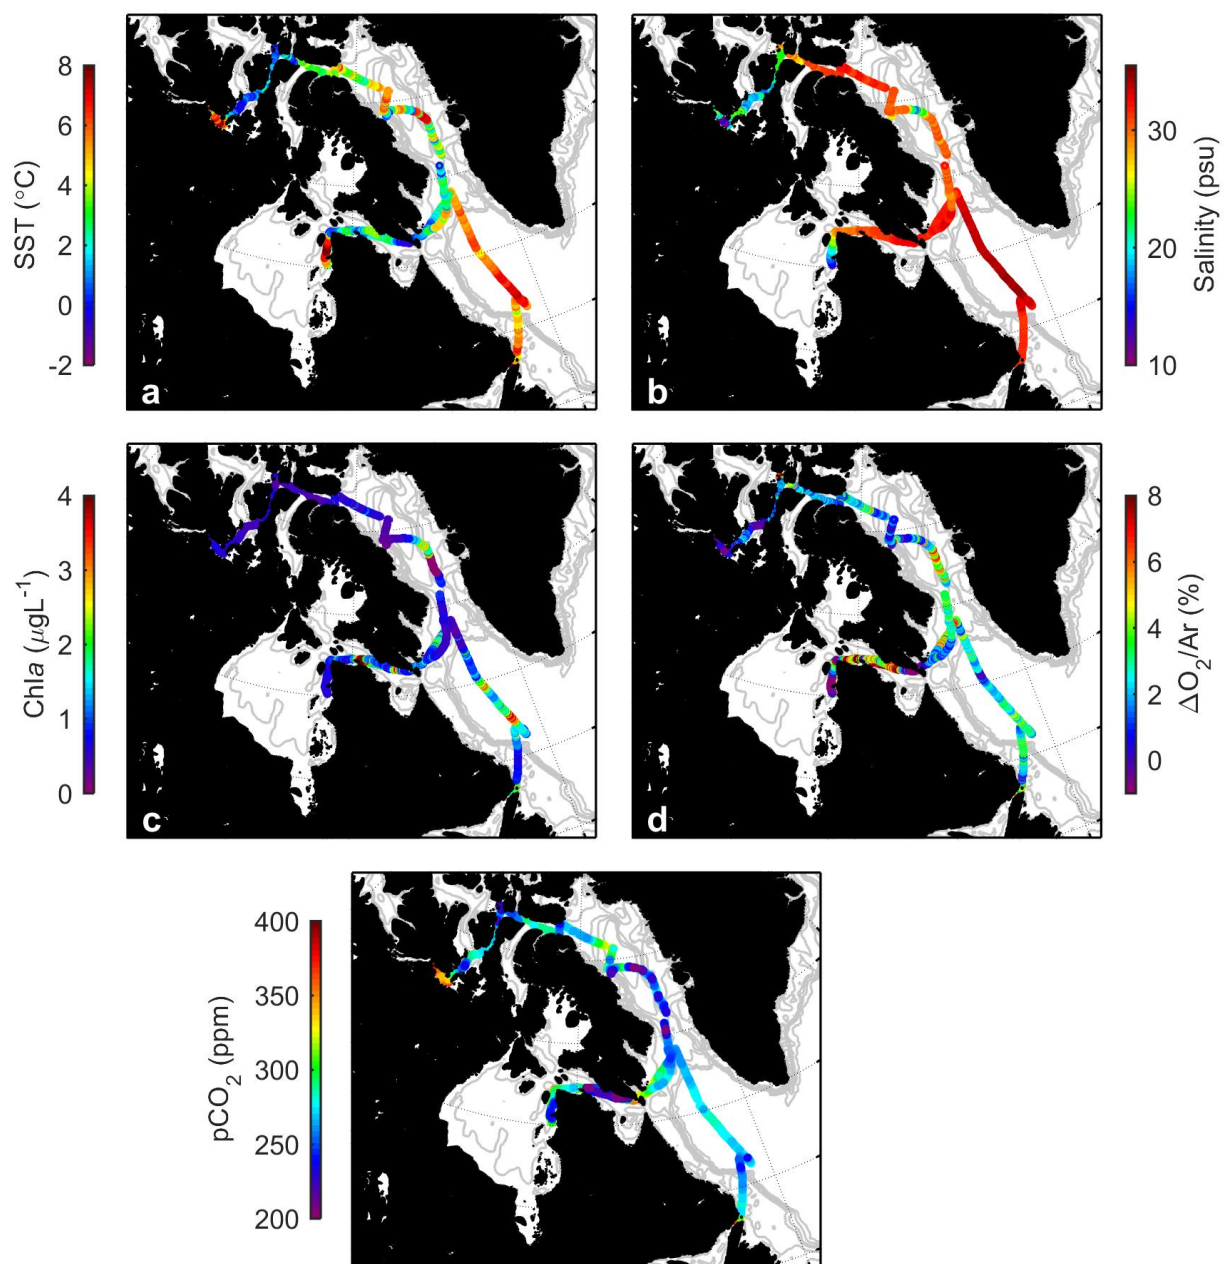 8
6
4
2
0
-2
SST (°C)
a
30
20
10
Salinity (psu)
b
4
3
2
1
0
Chla (μgL⁻¹)
c
8
6
4
2
0
ΔO₂/Ar (%)
d
400
350
300
250
200
pCO₂ (ppm)